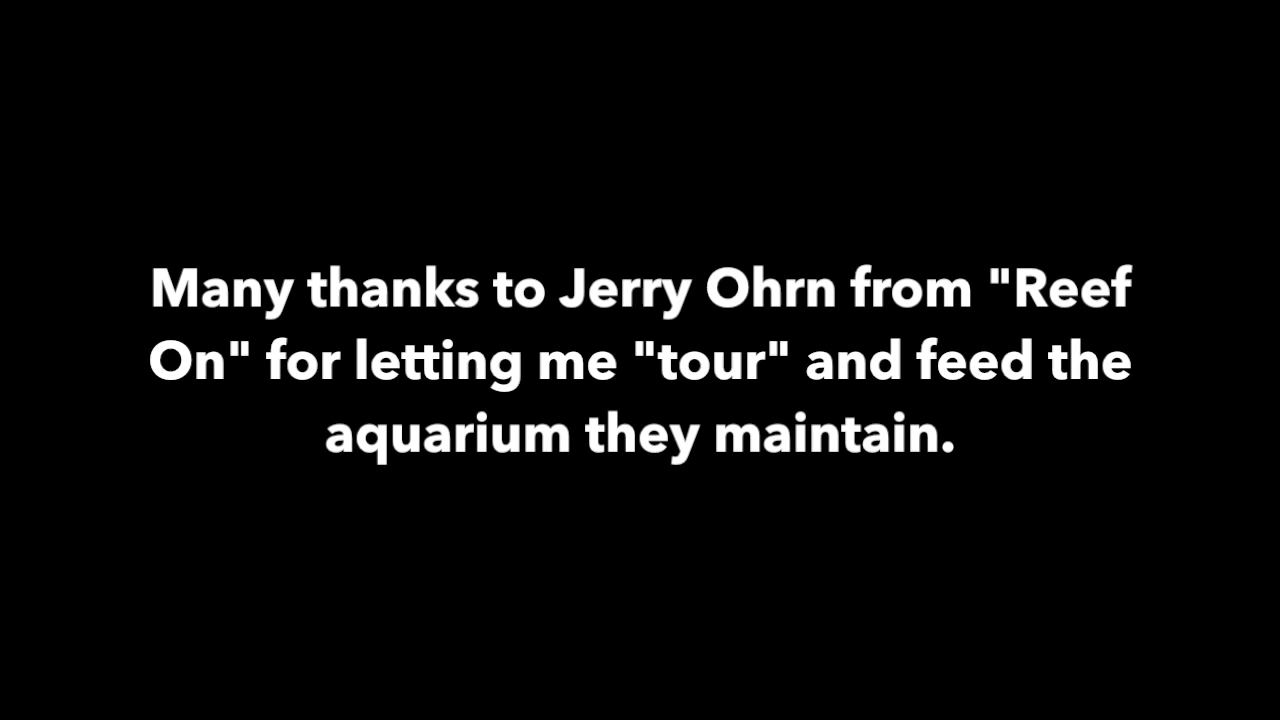 Many thanks to Jerry Ohrn from "Reef
On" for letting me "tour" and feed the
aquarium they maintain.